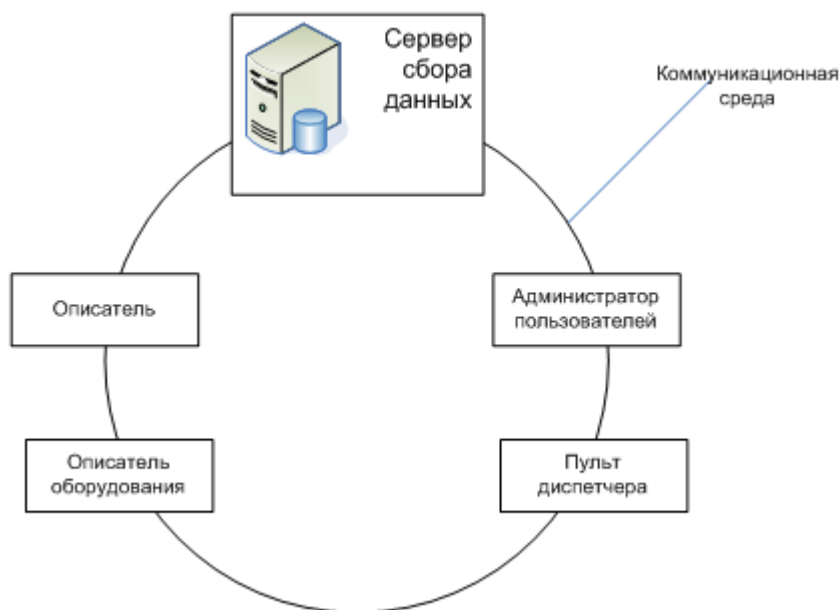 Сервер
сбора
данных
Коммуникационная
среда
Описатель
Администратор
пользователей
Описатель
оборудования
Пульт
диспетчера